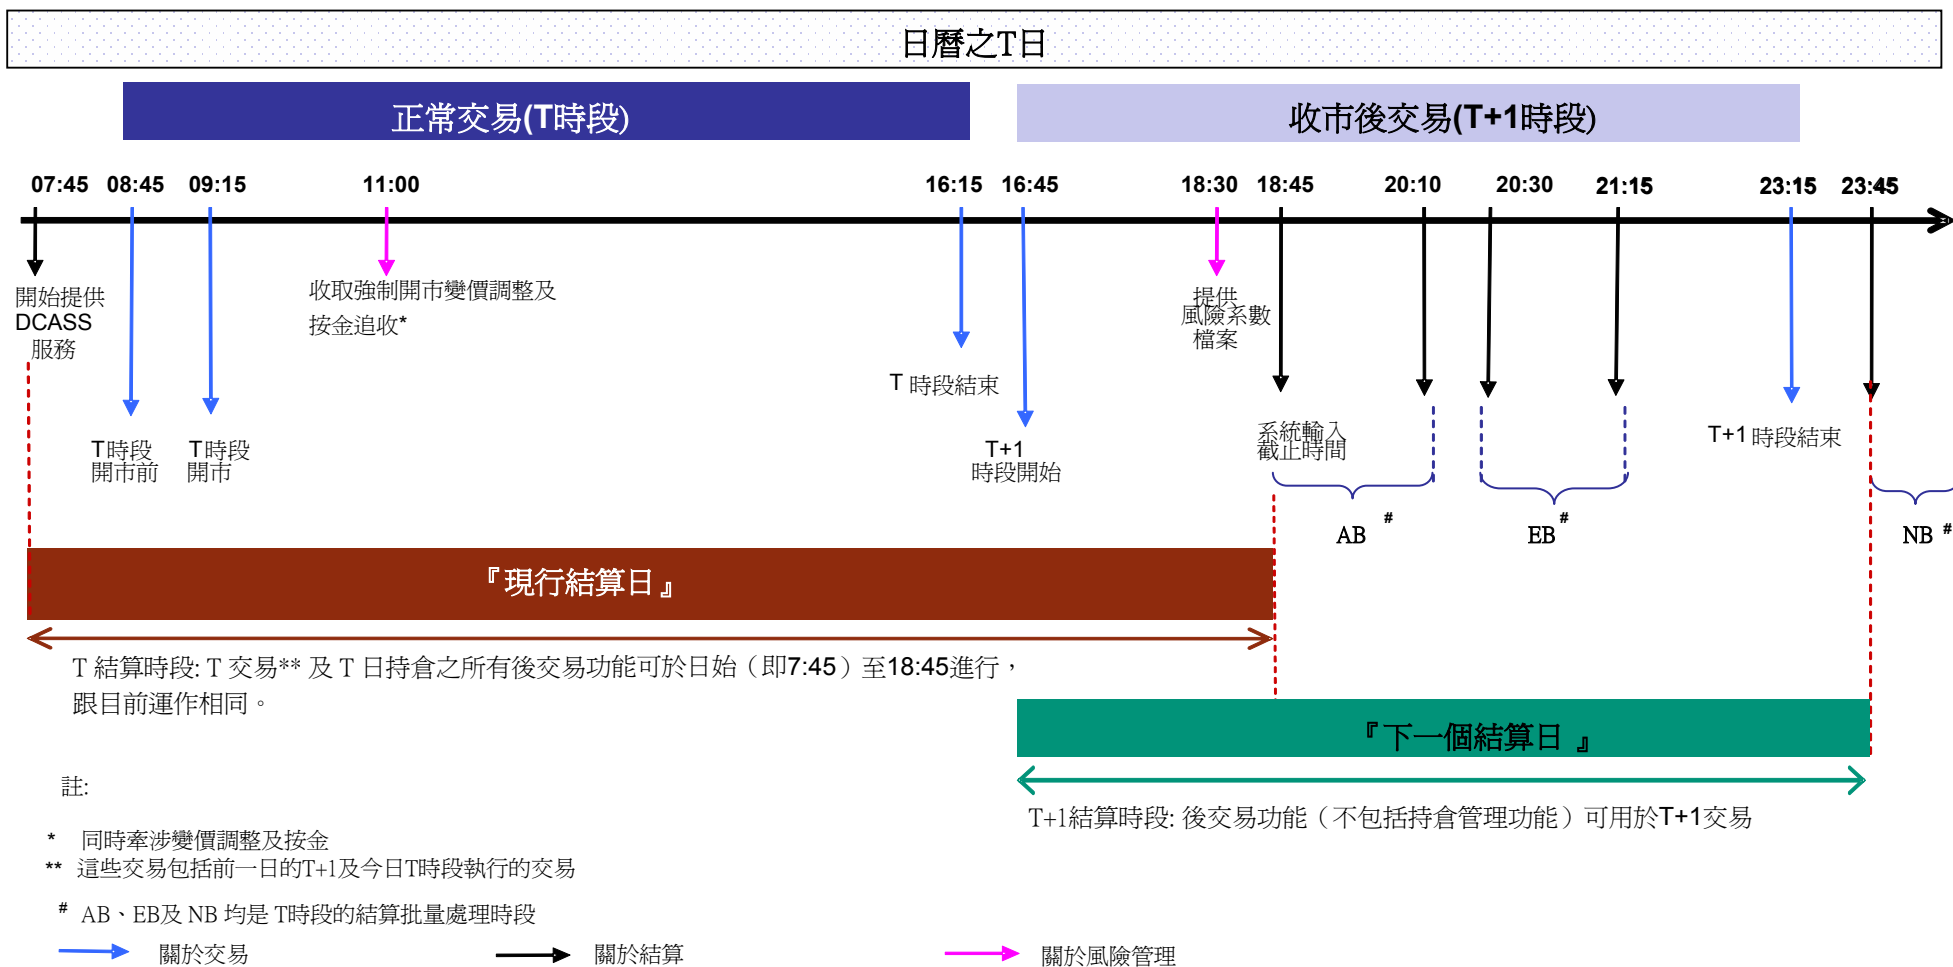 日曆之T日
正常交易(T時段)
收市後交易(T+1時段)
07:45 08:45 09:15 11:00 16:15 16:45 18:30 18:45 20:10 20:30 21:15 23:15 23:45
開始提供
DCASS
服務
收取強制開市變價調整及
按金追收*
提供
風險系數
檔案
T 時段結束
T時段
開市前
T時段
開市
T+1
時段開始
系統輸入
截止時間
T+1 時段結束
AB #
EB #
NB #
『現行結算日』
T 結算時段: T 交易** 及 T 日持倉之所有後交易功能可於日始（即7:45）至18:45進行，
跟目前運作相同。
『下一個結算日 』
T+1結算時段: 後交易功能（不包括持倉管理功能）可用於T+1交易
註:
* 同時牽涉變價調整及按金
** 這些交易包括前一日的T+1及今日T時段執行的交易
# AB、EB及 NB 均是 T時段的結算批量處理時段
關於交易
關於結算
關於風險管理